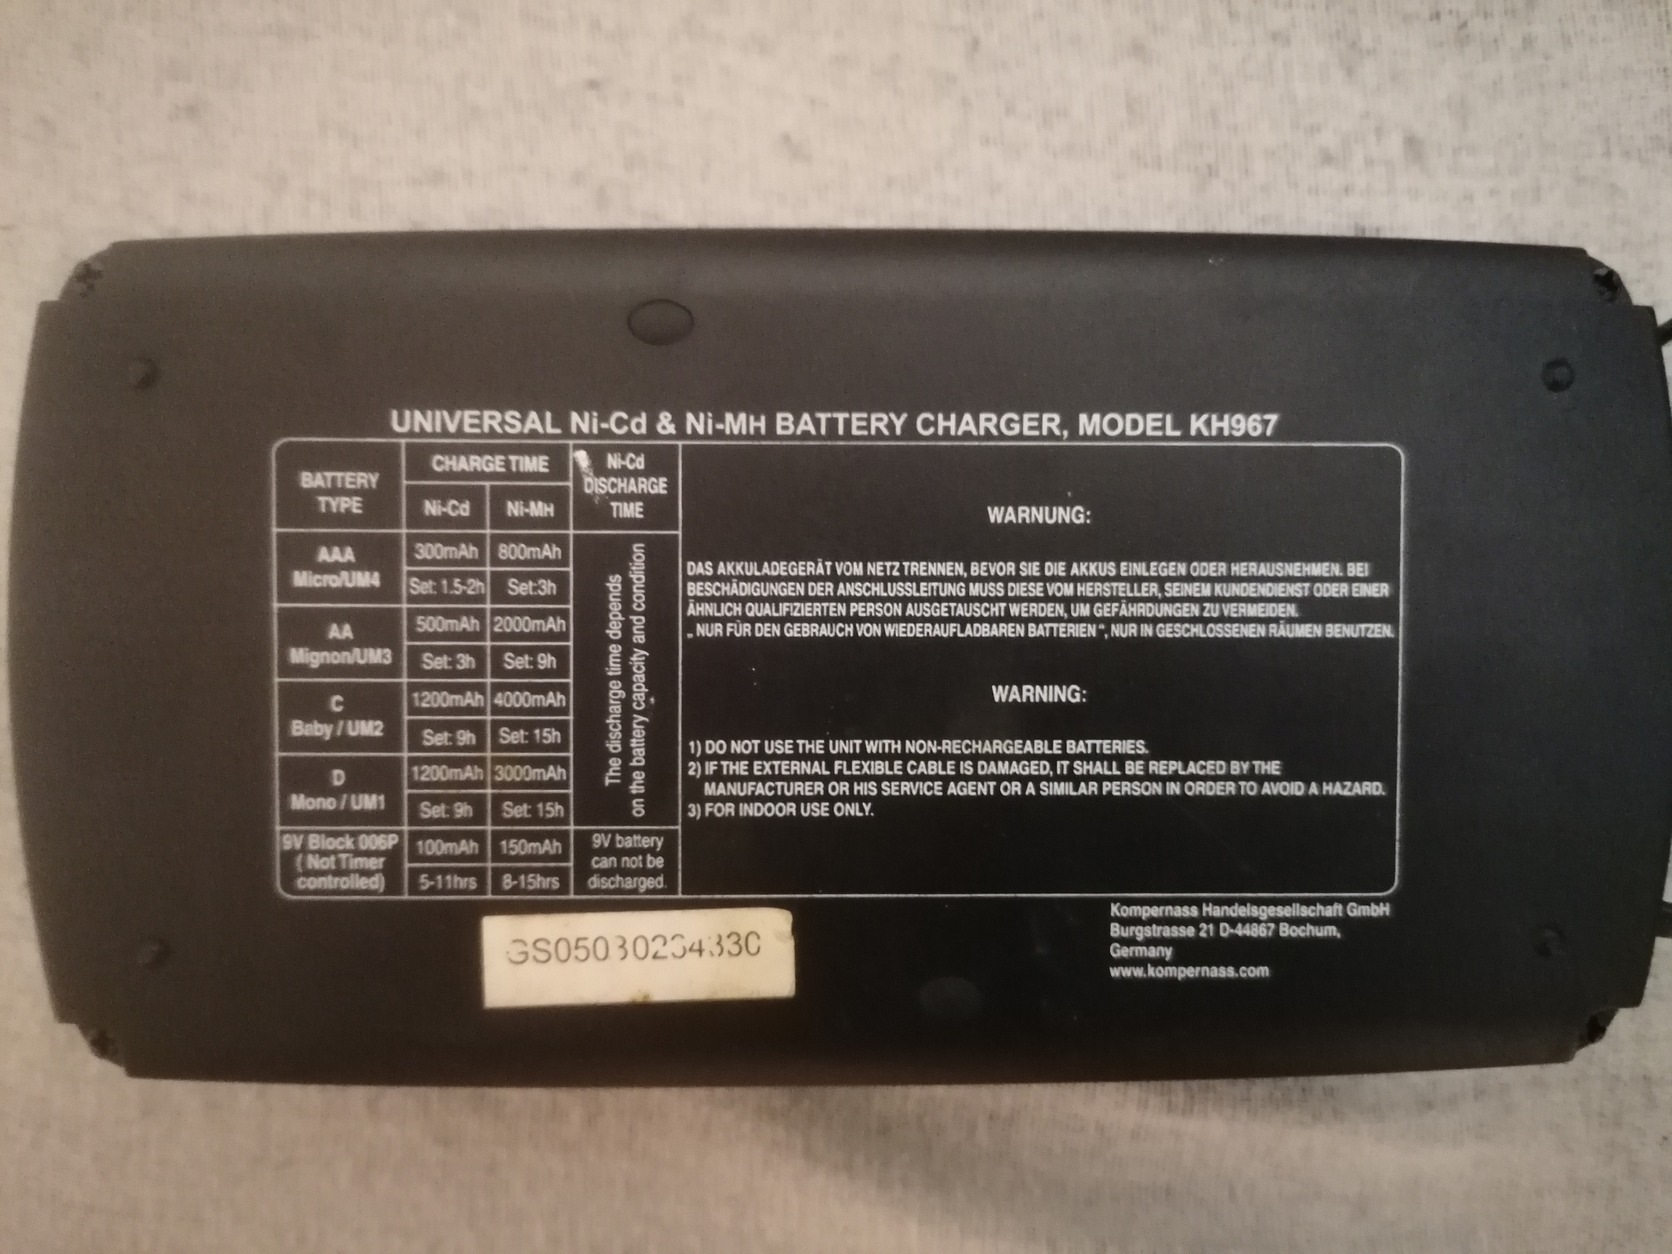 UNIVERSAL Ni-Cd & Ni-MH BATTERY CHARGER, MODEL KH967
BATTERY
TYPE
CHARGE TIME
Ni-Cd
Ni-MH
Ni-Cd
DISCHARGE
TIME
AAA
Micro/UM4
300mAh
800mAh
Set: 1.5-2h
Set:3h
AA
Mignon/UM3
500mAh
2000mAh
Set: 3h
Set: 9h
C
Baby / UM2
1200mAh
4000mAh
Set: 9h
Set: 15h
D
Mono / UM1
1200mAh
3000mAh
Set: 9h
Set: 15h
The discharge time depends
on the battery capacity and condition
9V Block 006P
( Not Timer
controlled)
100mAh
150mAh
5-11hrs
8-15hrs
9V battery
can not be
discharged.
WARNUNG:
DAS AKKULADEGERÄT VOM NETZ TRENNEN, BEVOR SIE DIE AKKUS EINLEGEN ODER HERAUSNEHMEN. BEI
BESCHÄDIGUNGEN DER ANSCHLUSSLEITUNG MUSS DIESE VOM HERSTELLER, SEINEM KUNDENDIENST ODER EINER
ÄHNLICH QUALIFIZIERTEN PERSON AUSGETAUSCHT WERDEN, UM GEFÄHRDUNGEN ZU VERMEIDEN.
„ NUR FÜR DEN GEBRAUCH VON WIEDERAUFLADBAREN BATTERIEN “, NUR IN GESCHLOSSENEN RÄUMEN BENUTZEN.
WARNING:
1) DO NOT USE THE UNIT WITH NON-RECHARGEABLE BATTERIES.
2) IF THE EXTERNAL FLEXIBLE CABLE IS DAMAGED, IT SHALL BE REPLACED BY THE
MANUFACTURER OR HIS SERVICE AGENT OR A SIMILAR PERSON IN ORDER TO AVOID A HAZARD.
3) FOR INDOOR USE ONLY.
Kompernass Handelsgesellschaft GmbH
Burgstrasse 21 D-44867 Bochum,
Germany
www.kompernass.com